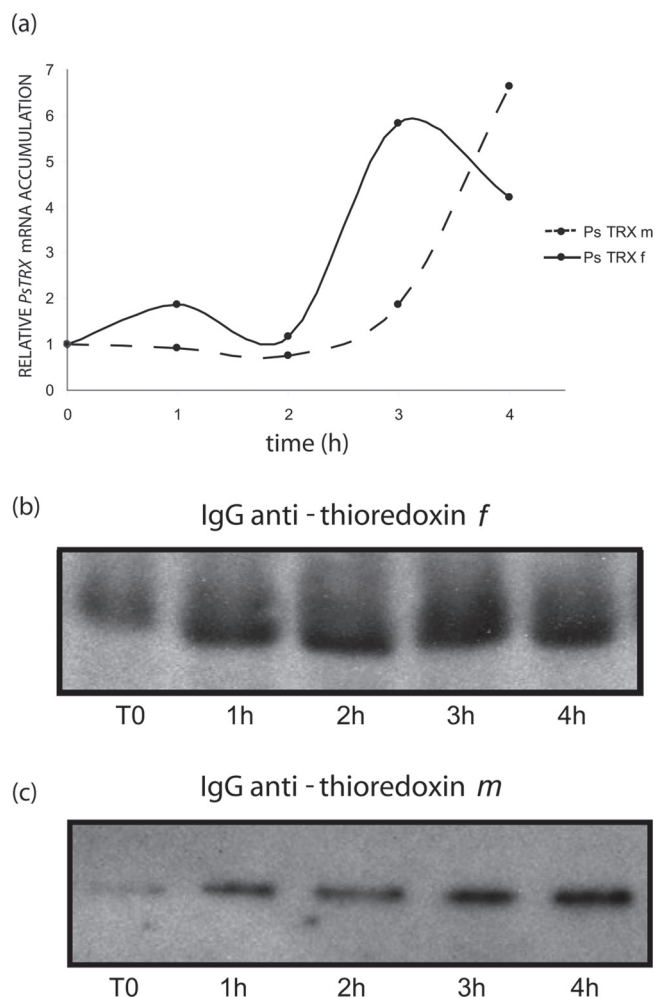 (a)
RELATIVE PsTRX mRNA ACCUMULATION
7
6
5
4
3
2
1
0
0 1 2 3 4
time (h)
Ps TRX m
Ps TRX f
(b)
IgG anti - thioredoxin f
T0 1h 2h 3h 4h
(c)
IgG anti - thioredoxin m
T0 1h 2h 3h 4h